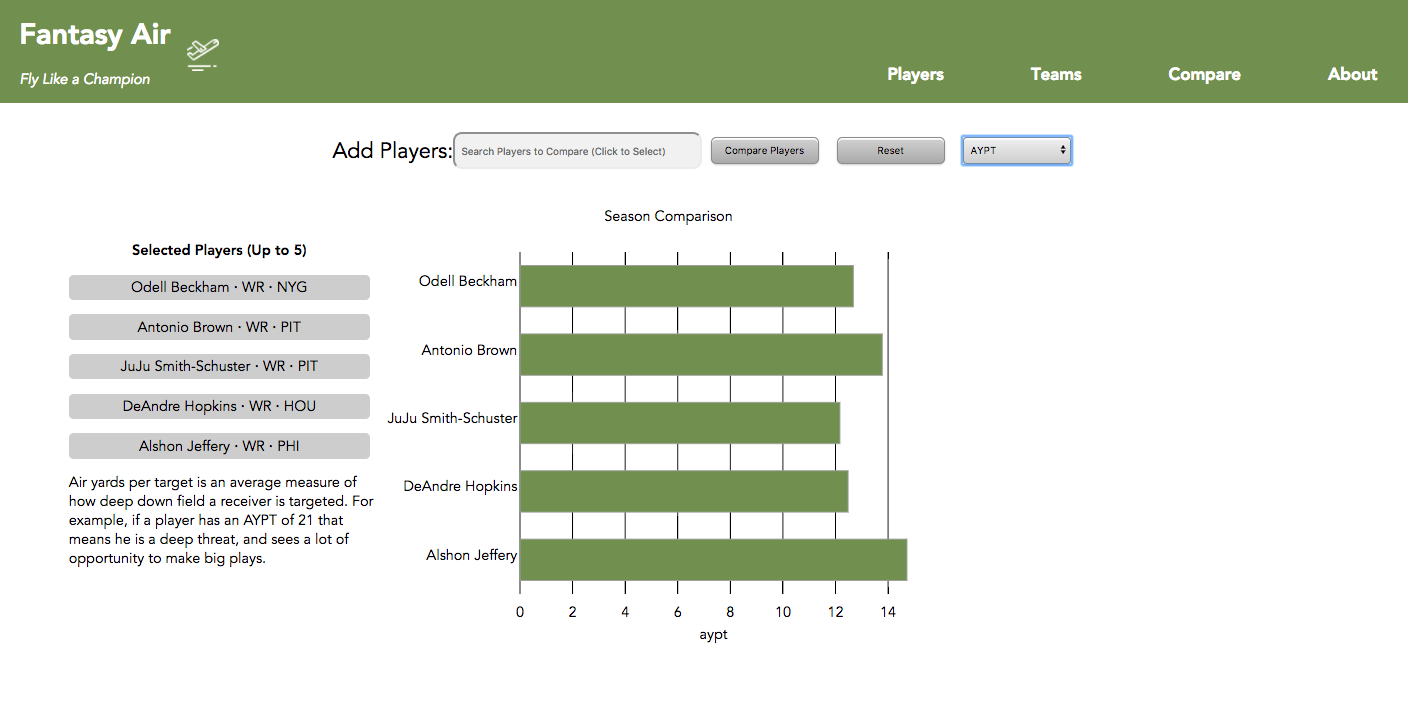 Fantasy Air
Fly Like a Champion
Players Teams Compare About
Add Players: Search Players to Compare (Click to Select) Compare Players Reset AYPT
Season Comparison
Selected Players (Up to 5)
Odell Beckham · WR · NYG
Antonio Brown · WR · PIT
JuJu Smith-Schuster · WR · PIT
DeAndre Hopkins · WR · HOU
Alshon Jeffery · WR · PHI
Air yards per target is an average measure of
how deep down field a receiver is targeted. For
example, if a player has an AYPT of 21 that
means he is a deep threat, and sees a lot of
opportunity to make big plays.
Odell Beckham
Antonio Brown
JuJu Smith-Schuster
DeAndre Hopkins
Alshon Jeffery
0 2 4 6 8 10 12 14
aypt